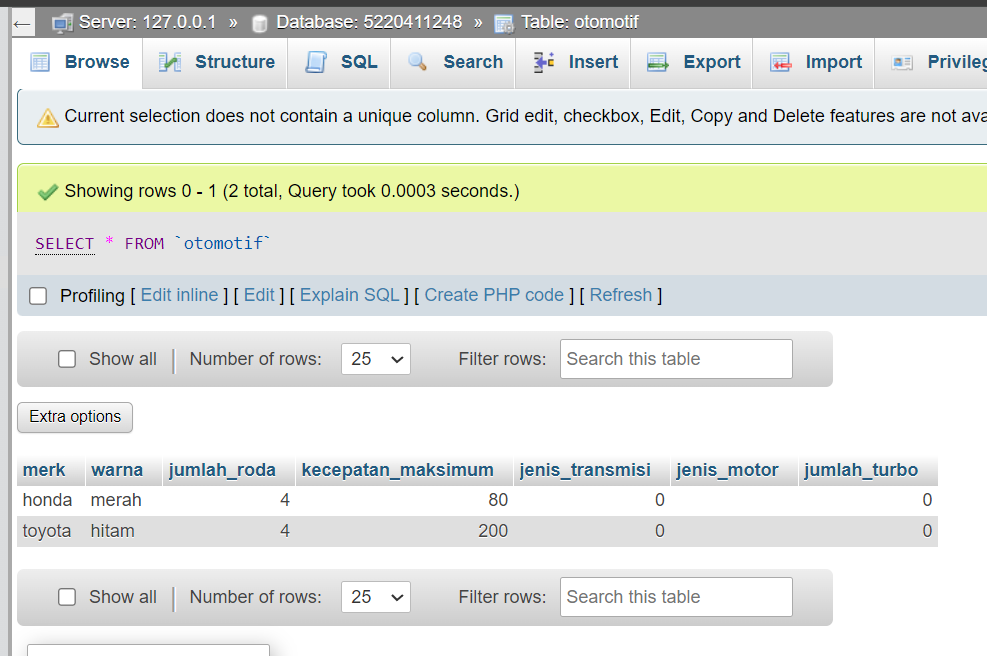 ← Server: 127.0.0.1 » Database: 5220411248 » Table: otomotif
Browse Structure SQL Search Insert Export Import Privileg
Current selection does not contain a unique column. Grid edit, checkbox, Edit, Copy and Delete features are not ava
Showing rows 0 - 1 (2 total, Query took 0.0003 seconds.)
SELECT * FROM `otomotif`
Profiling [ Edit inline ] [ Edit ] [ Explain SQL ] [ Create PHP code ] [ Refresh ]
Show all | Number of rows: 25 Filter rows: Search this table
Extra options
merk warna jumlah_roda kecepatan_maksimum jenis_transmisi jenis_motor jumlah_turbo
honda merah 4 80 0 0
toyota hitam 4 200 0 0
Show all | Number of rows: 25 Filter rows: Search this table